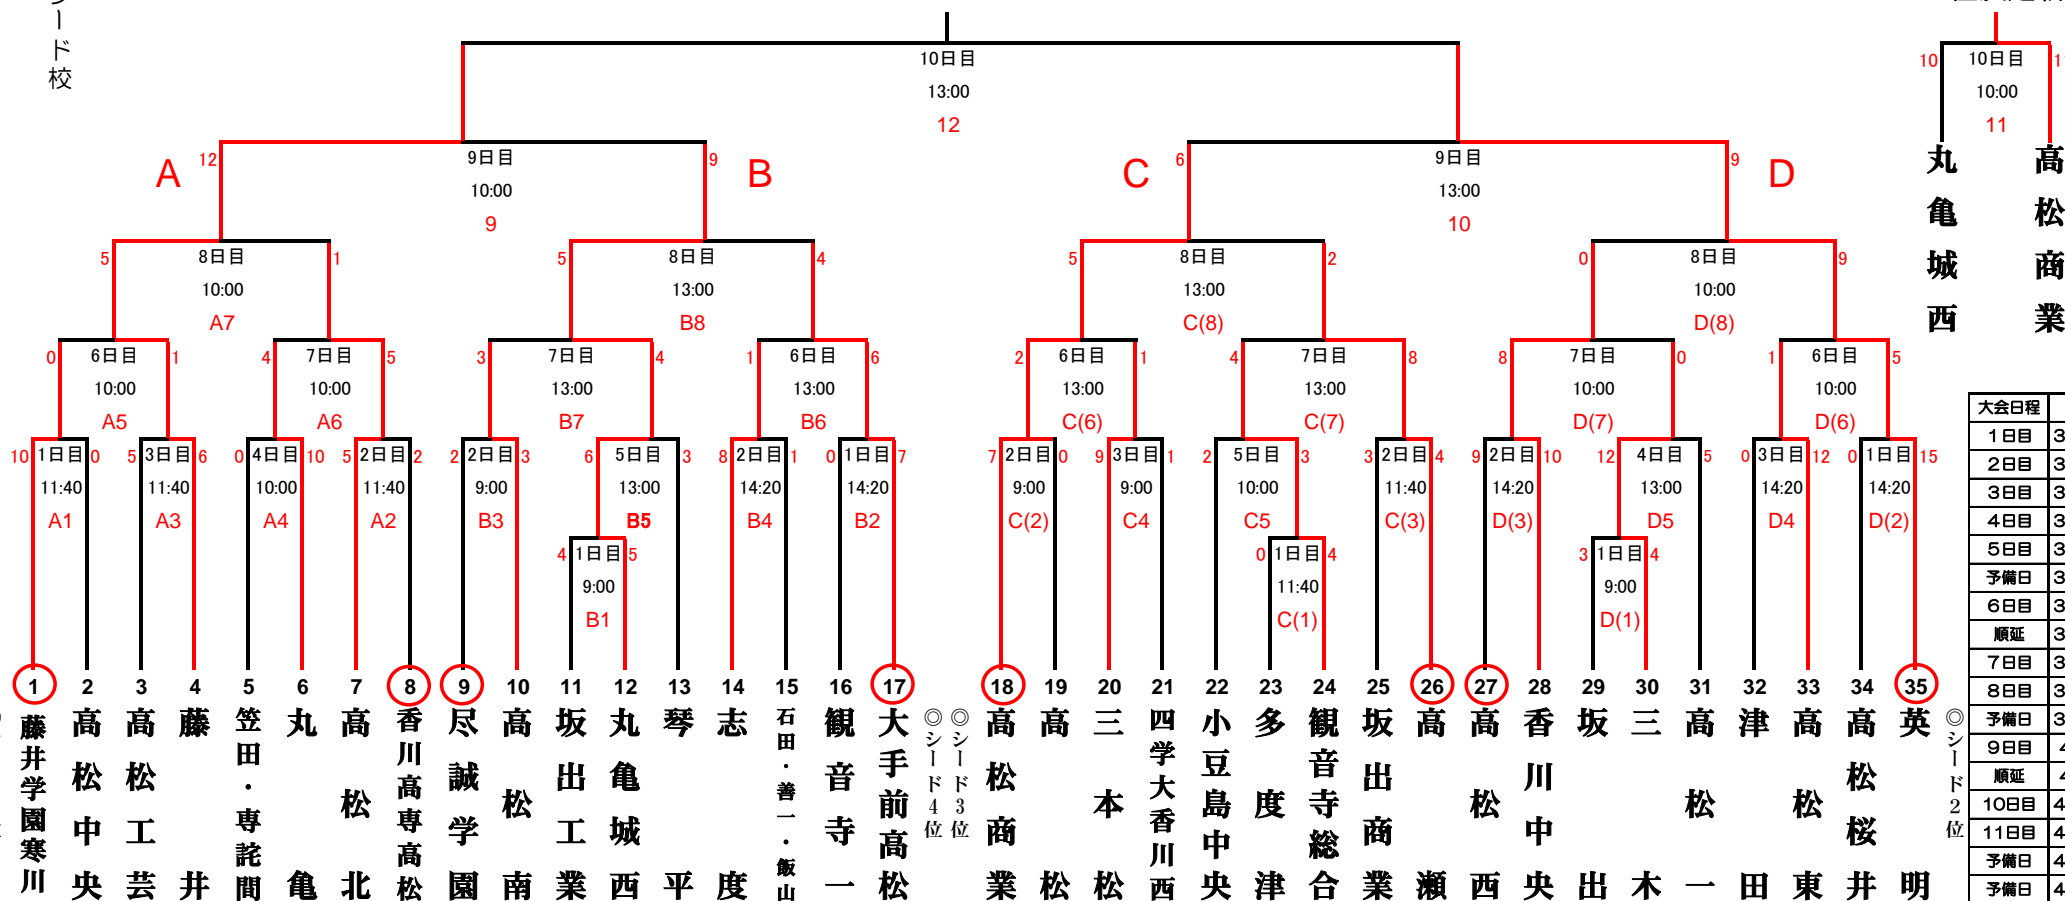 ード校
10日目
13:00
12
10
10日目
10:00
11
丸亀城西
高松商業
A
12
9日目
10:00
9
9
B
C
6
9日目
13:00
10
9
D
5
8日目
10:00
A7
1
5
8日目
13:00
B8
4
5
8日目
13:00
C(8)
2
0
8日目
10:00
D(8)
9
0
6日目
10:00
A5
1
4
7日目
10:00
A6
5
3
7日目
13:00
B7
4
1
6日目
13:00
B6
6
2
6日目
13:00
C(6)
1
4
7日目
13:00
C(7)
8
8
7日目
10:00
D(7)
0
1
6日目
10:00
D(6)
5
10
1日目
11:40
A1
0
5
3日目
11:40
A3
6
0
4日目
10:00
A4
10
5
2日目
11:40
A2
2
2
2日目
9:00
B3
3
6
5日目
13:00
B5
3
8
2日目
14:20
B4
1
0
1日目
14:20
B2
7
7
2日目
9:00
C(2)
0
9
3日目
9:00
C4
1
2
5日目
10:00
C5
3
3
2日目
11:40
C(3)
4
9
2日目
14:20
D(3)
10
12
4日目
13:00
D5
5
0
3日目
14:20
D4
12
0
1日目
14:20
D(2)
15
4
1日目
9:00
B1
5
0
1日目
11:40
C(1)
4
3
1日目
9:00
D(1)
4
1 藤井学園寒川
2 高松中央
3 高松工芸
4 藤井
5 笠田・専詫間
6 丸亀
7 高松北
8 香川高専高松
9 尽誠学園
10 高松南
11 坂出工業
12 丸亀城西
13 琴平
14 志度
15 石田・善一・飯山
16 観音寺一
17 大手前高松
◎シード4位
◎シード3位
18 高松商業
19 高松
20 三本松
21 四学大香川西
22 小豆島中央
23 多度津
24 観音寺総合
25 坂出商業
26 高瀬
27 高松西
28 香川中央
29 坂出
30 三木
31 高松一
32 津田
33 高松東
34 高松桜井
35 英明
◎シード2位
大会日程
1日目 3
2日目 3
3日目 3
4日目 3
5日目 3
予備日 3
6日目 3
順延 3
7日目 3
8日目 3
予備日 3
9日目 4
順延 4
10日目 4
11日目 4
予備日 4
予備日 4